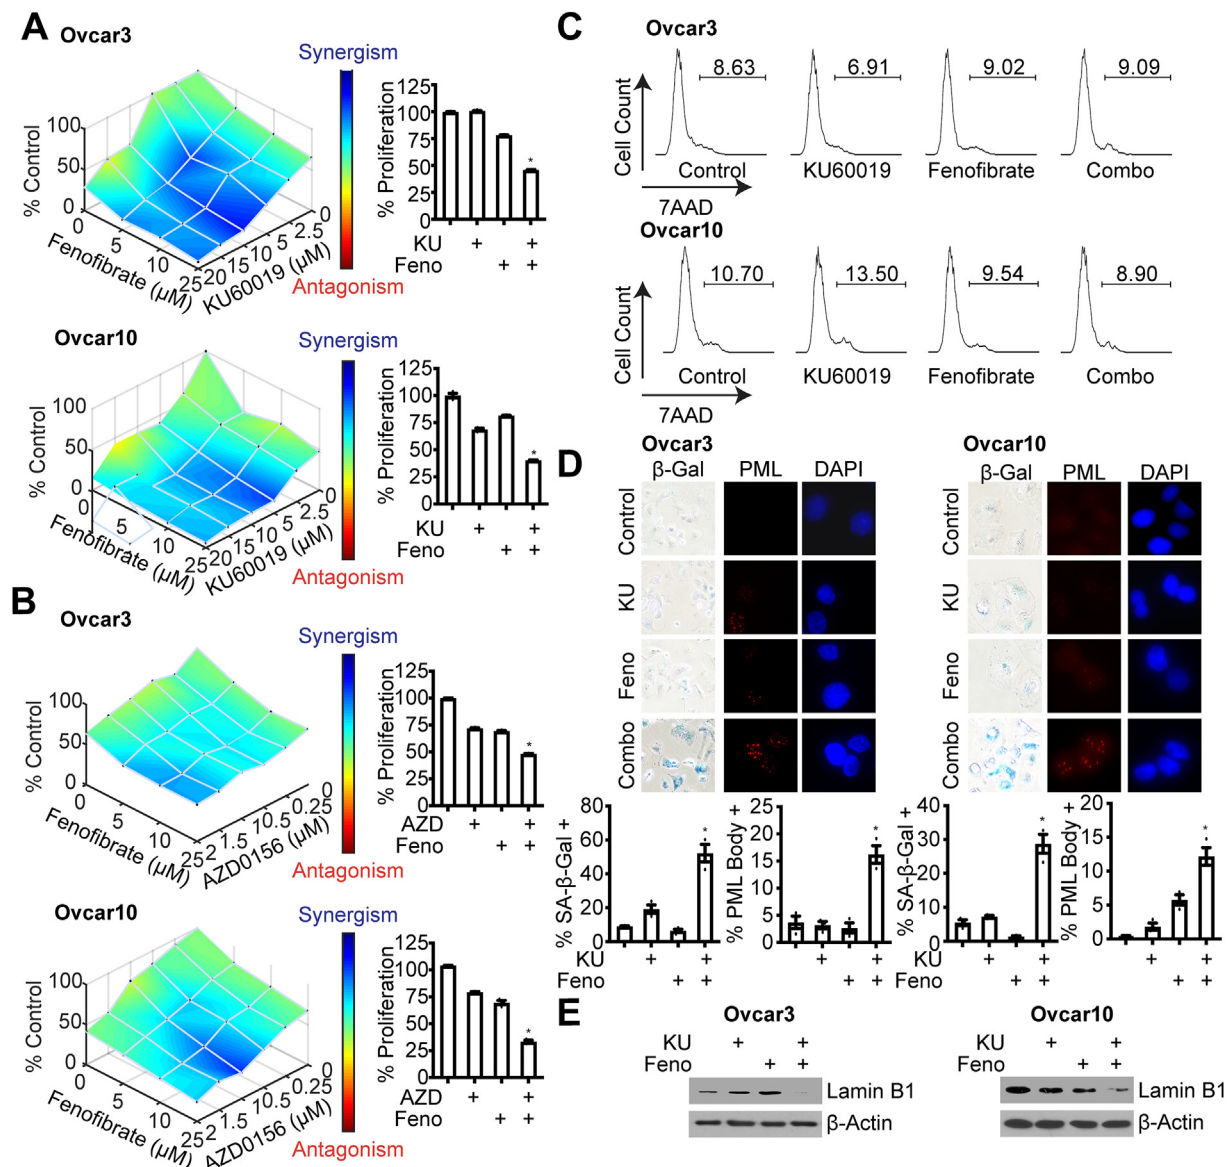 A
Ovcar3
Synergism
% Control
100
50
0
0
5
10
25
Fenofibrate (µM)
20
15
10
5
2.5
0
KU60019 (µM)
Antagonism
% Proliferation
125
100
75
50
25
0
KU + +
Feno + +
Ovcar10
Synergism
% Control
100
50
0
0
5
10
25
Fenofibrate (µM)
20
15
10
5
2.5
0
KU60019 (µM)
Antagonism
% Proliferation
125
100
75
50
25
0
KU + +
Feno + +
B
Ovcar3
Synergism
% Control
100
50
0
0
5
10
25
Fenofibrate (µM)
2
1.5
1
0.5
0.25
0
AZD0156 (µM)
Antagonism
% Proliferation
125
100
75
50
25
0
AZD + +
Feno + +
Ovcar10
Synergism
% Control
100
50
0
0
5
10
25
Fenofibrate (µM)
2
1.5
1
0.5
0.25
0
AZD0156 (µM)
Antagonism
% Proliferation
125
100
75
50
25
0
AZD + +
Feno + +
C
Ovcar3
Cell Count
8.63 6.91 9.02 9.09
Control KU60019 Fenofibrate Combo
7AAD
Ovcar10
Cell Count
10.70 13.50 9.54 8.90
Control KU60019 Fenofibrate Combo
7AAD
D
Ovcar3 Ovcar10
β-Gal PML DAPI β-Gal PML DAPI
Control Control
KU KU
Feno Feno
Combo Combo
% SA-β-Gal +
80
60
40
20
0
KU + +
Feno + +
% PML Body +
25
20
15
10
5
0
+ +
+ +
% SA-β-Gal +
40
30
20
10
0
KU + +
Feno + +
% PML Body +
20
15
10
5
0
+ +
+ +
E
Ovcar3 Ovcar10
KU + + KU + +
Feno + + Feno + +
Lamin B1 Lamin B1
β-Actin β-Actin